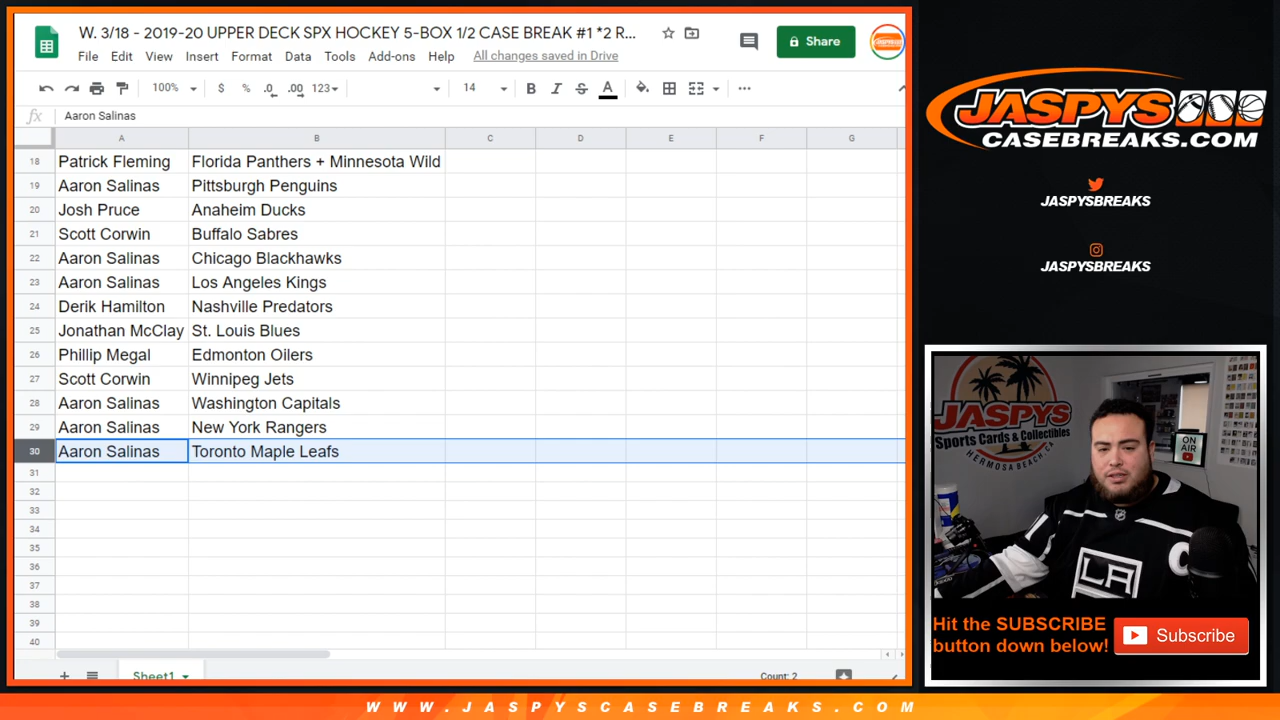 W. 3/18 - 2019-20 UPPER DECK SPX HOCKEY 5-BOX 1/2 CASE BREAK #1 *2 R...
Share
File Edit View Insert Format Data Tools Add-ons Help All changes saved in Drive
100% $ % .0 .00 123 14 B I S A
fx Aaron Salinas
A B C D E F G
18 Patrick Fleming Florida Panthers + Minnesota Wild
19 Aaron Salinas Pittsburgh Penguins
20 Josh Pruce Anaheim Ducks
21 Scott Corwin Buffalo Sabres
22 Aaron Salinas Chicago Blackhawks
23 Aaron Salinas Los Angeles Kings
24 Derik Hamilton Nashville Predators
25 Jonathan McClay St. Louis Blues
26 Phillip Megal Edmonton Oilers
27 Scott Corwin Winnipeg Jets
28 Aaron Salinas Washington Capitals
29 Aaron Salinas New York Rangers
30 Aaron Salinas Toronto Maple Leafs
31
32
33
34
35
36
37
38
39
40
Sheet1 Count: 2
JASPYS
CASEBREAKS.COM
JASPYSBREAKS
JASPYSBREAKS
JASPYS
Sports Cards & Collectibles
HERMOSA BEACH CA
ON
AIR
LA
C
Hit the SUBSCRIBE
button down below!
Subscribe
WWW.JASPYSCASEBREAKS.COM